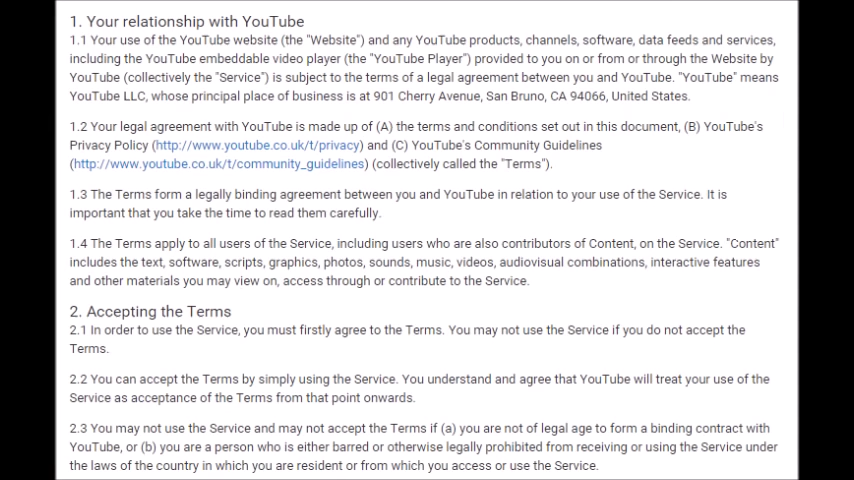 1. Your relationship with YouTube
1.1 Your use of the YouTube website (the "Website") and any YouTube products, channels, software, data feeds and services,
including the YouTube embeddable video player (the "YouTube Player") provided to you on or from or through the Website by
YouTube (collectively the "Service") is subject to the terms of a legal agreement between you and YouTube. "YouTube" means
YouTube LLC, whose principal place of business is at 901 Cherry Avenue, San Bruno, CA 94066, United States.
1.2 Your legal agreement with YouTube is made up of (A) the terms and conditions set out in this document, (B) YouTube's
Privacy Policy (http://www.youtube.co.uk/t/privacy) and (C) YouTube's Community Guidelines
(http://www.youtube.co.uk/t/community_guidelines) (collectively called the "Terms").
1.3 The Terms form a legally binding agreement between you and YouTube in relation to your use of the Service. It is
important that you take the time to read them carefully.
1.4 The Terms apply to all users of the Service, including users who are also contributors of Content, on the Service. "Content"
includes the text, software, scripts, graphics, photos, sounds, music, videos, audiovisual combinations, interactive features
and other materials you may view on, access through or contribute to the Service.
2. Accepting the Terms
2.1 In order to use the Service, you must firstly agree to the Terms. You may not use the Service if you do not accept the
Terms.
2.2 You can accept the Terms by simply using the Service. You understand and agree that YouTube will treat your use of the
Service as acceptance of the Terms from that point onwards.
2.3 You may not use the Service and may not accept the Terms if (a) you are not of legal age to form a binding contract with
YouTube, or (b) you are a person who is either barred or otherwise legally prohibited from receiving or using the Service under
the laws of the country in which you are resident or from which you access or use the Service.